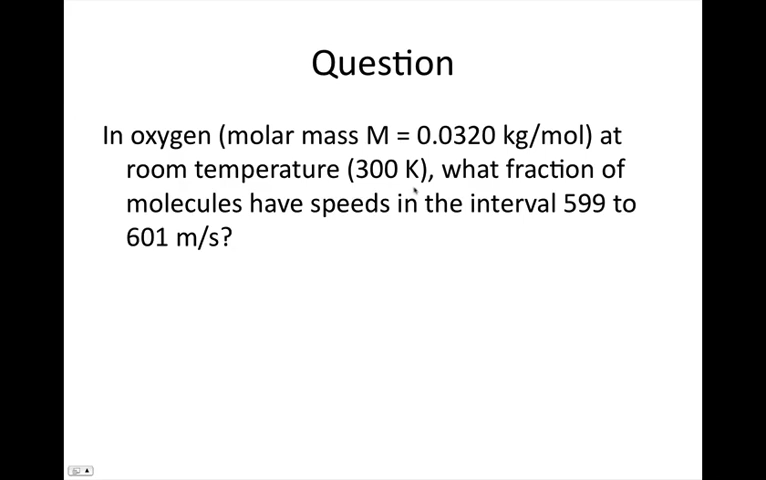 Question
In oxygen (molar mass M = 0.0320 kg/mol) at
room temperature (300 K), what fraction of
molecules have speeds in the interval 599 to
601 m/s?